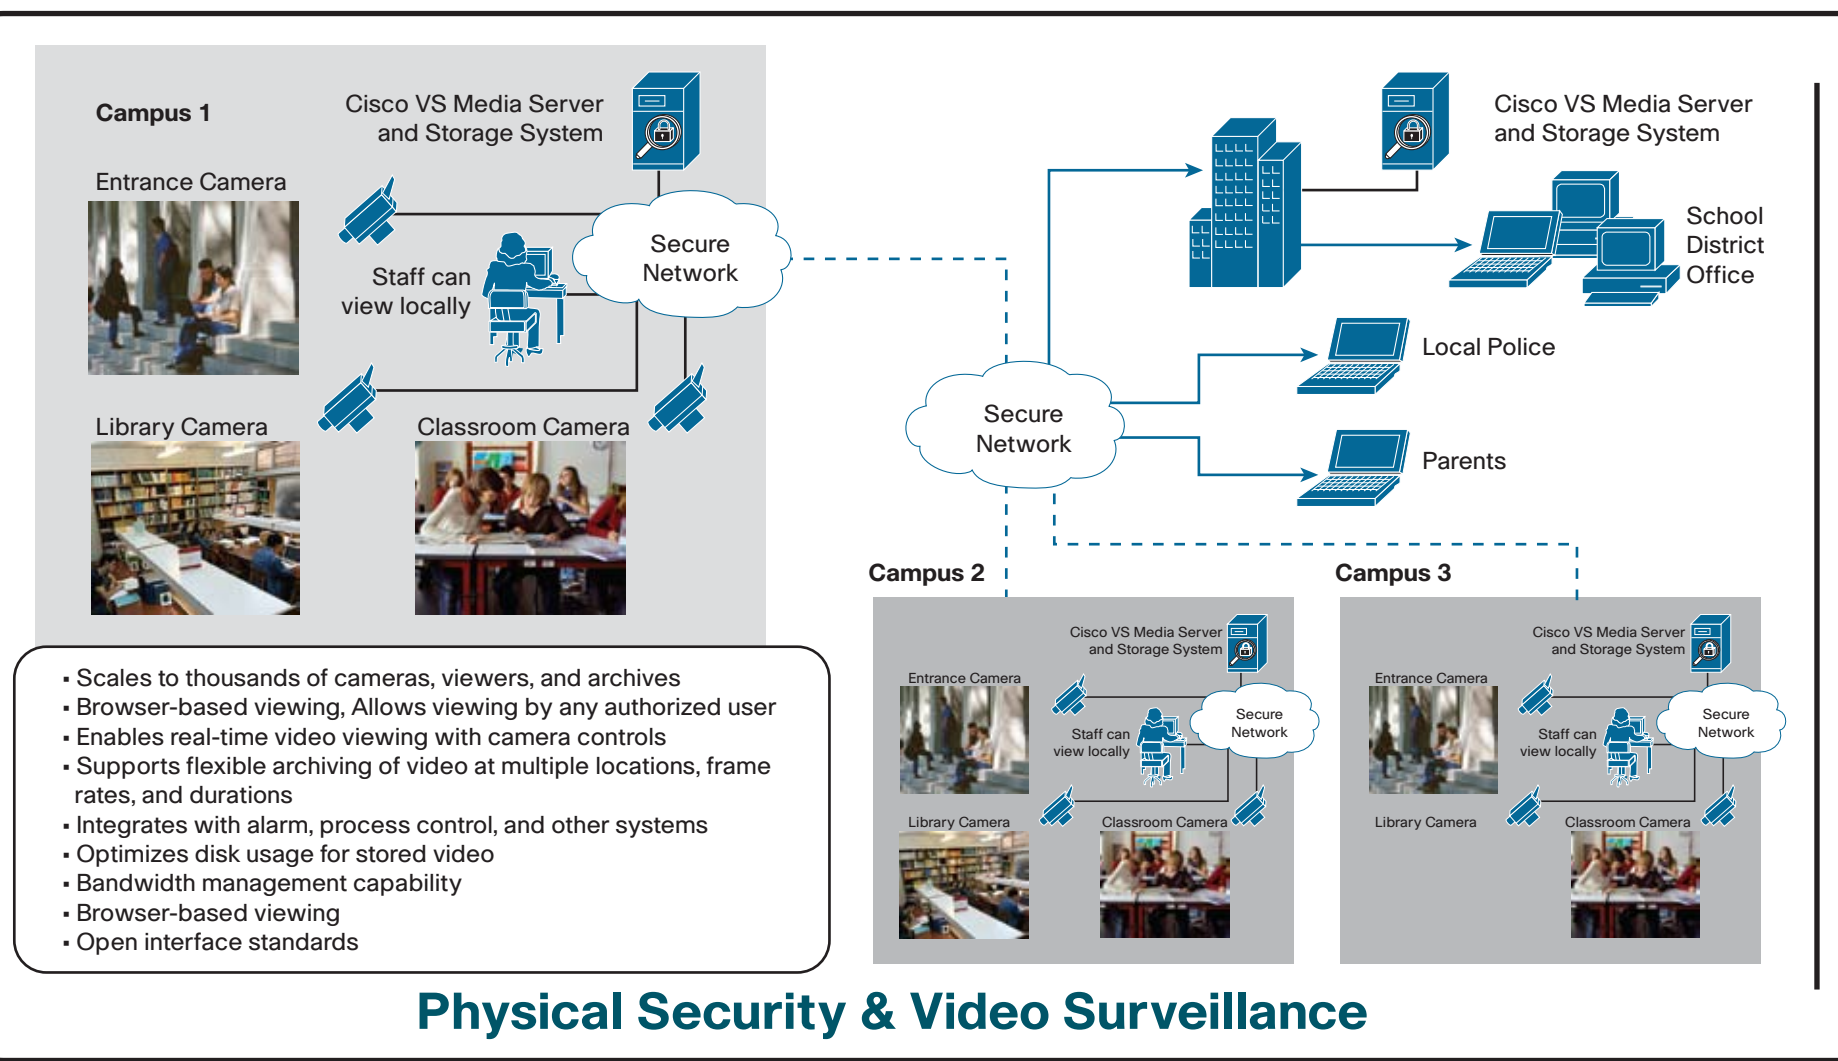 Campus 1
Cisco VS Media Server
and Storage System
Entrance Camera
Secure
Network
Staff can
view locally
Library Camera
Classroom Camera
Cisco VS Media Server
and Storage System
School
District
Office
Local Police
Secure
Network
Parents
Campus 2
Cisco VS Media Server
and Storage System
Entrance Camera
Secure
Network
Staff can
view locally
Library Camera
Classroom Camera
Campus 3
Cisco VS Media Server
and Storage System
Entrance Camera
Secure
Network
Staff can
view locally
Library Camera
Classroom Camera
▪ Scales to thousands of cameras, viewers, and archives
▪ Browser-based viewing, Allows viewing by any authorized user
▪ Enables real-time video viewing with camera controls
▪ Supports flexible archiving of video at multiple locations, frame
rates, and durations
▪ Integrates with alarm, process control, and other systems
▪ Optimizes disk usage for stored video
▪ Bandwidth management capability
▪ Browser-based viewing
▪ Open interface standards
Physical Security & Video Surveillance